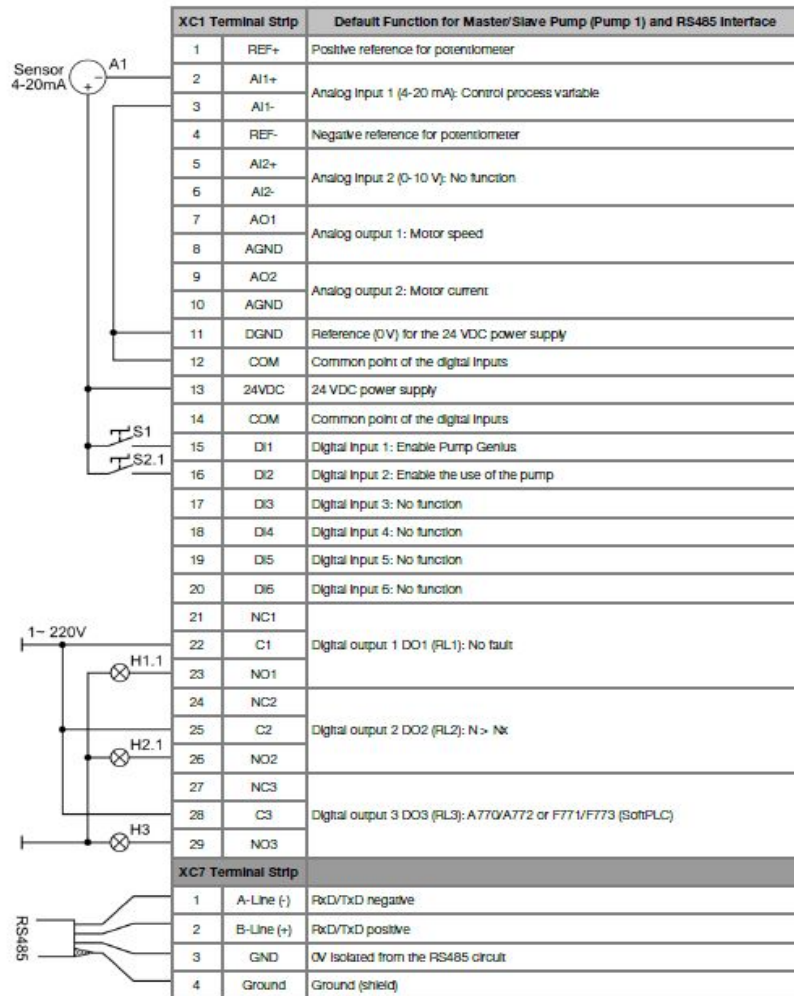 XC1 Terminal Strip Default Function for Master/Slave Pump (Pump 1) and RS485 Interface
1 REF+ Positive reference for potentiometer
Sensor
4-20mA
A1
- +
2 AI1+ Analog Input 1 (4-20 mA): Control process variable
3 AI1-
4 REF- Negative reference for potentiometer
5 AI2+ Analog Input 2 (0-10 V): No function
6 AI2-
7 AO1 Analog output 1: Motor speed
8 AGND
9 AO2 Analog output 2: Motor current
10 AGND
11 DGND Reference (0 V) for the 24 VDC power supply
12 COM Common point of the digital inputs
13 24VDC 24 VDC power supply
14 COM Common point of the digital inputs
S1 15 DI1 Digital Input 1: Enable Pump Genius
S2.1 16 DI2 Digital Input 2: Enable the use of the pump
17 DI3 Digital Input 3: No function
18 DI4 Digital Input 4: No function
19 DI5 Digital Input 5: No function
20 DI6 Digital Input 6: No function
21 NC1
1~ 220V 22 C1 Digital output 1 DO1 (RL1): No fault
H1.1 23 NO1
24 NC2
25 C2 Digital output 2 DO2 (RL2): N > Nx
H2.1 26 NO2
27 NC3
28 C3 Digital output 3 DO3 (RL3): A770/A772 or F771/F773 (SoftPLC)
H3 29 NO3
XC7 Terminal Strip
RS485
1 A-Line (-) RxD/TxD negative
2 B-Line (+) RxD/TxD positive
3 GND 0V isolated from the RS485 circuit
4 Ground Ground (shield)